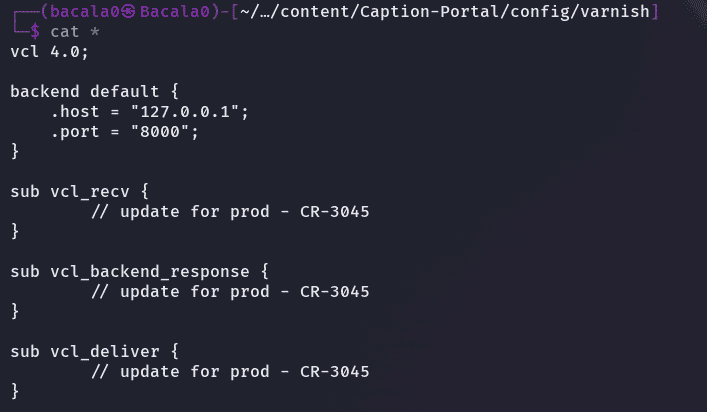 ┌──(bacala0㉿Bacala0)-[~/…/content/Caption-Portal/config/varnish]
└─$ cat *
vcl 4.0;

backend default {
    .host = "127.0.0.1";
    .port = "8000";
}

sub vcl_recv {
        // update for prod - CR-3045
}

sub vcl_backend_response {
        // update for prod - CR-3045
}

sub vcl_deliver {
        // update for prod - CR-3045
}